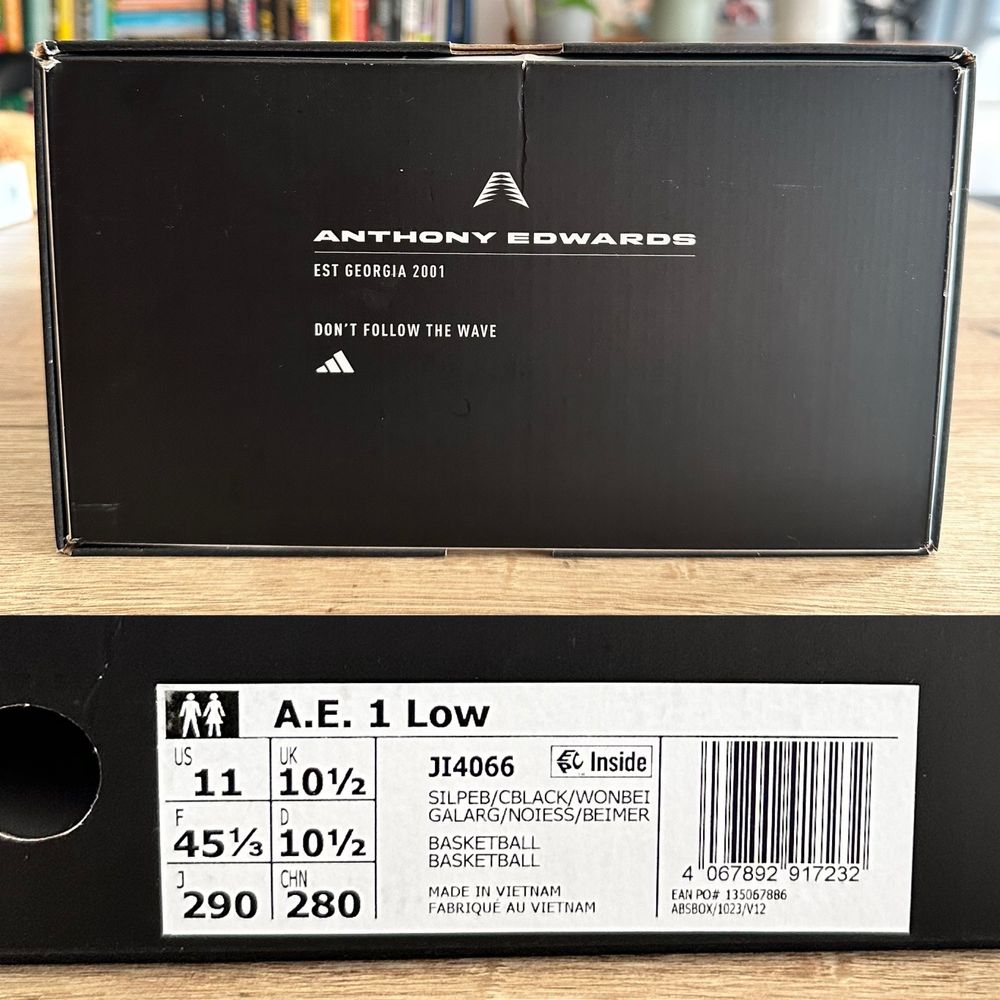 ANTHONY EDWARDS
EST GEORGIA 2001
DON'T FOLLOW THE WAVE
A.E. 1 Low
US
11
UK
10½
F
45⅓
D
10½
J
290
CHN
280
JI4066
Inside
SILPEB/CBLACK/WONBEI
GALARG/NOIESS/BEIMER
BASKETBALL
BASKETBALL
MADE IN VIETNAM
FABRIQUÉ AU VIETNAM
4 067892 917232
EAN PO# 135067886
ABSBOX/1023/V12